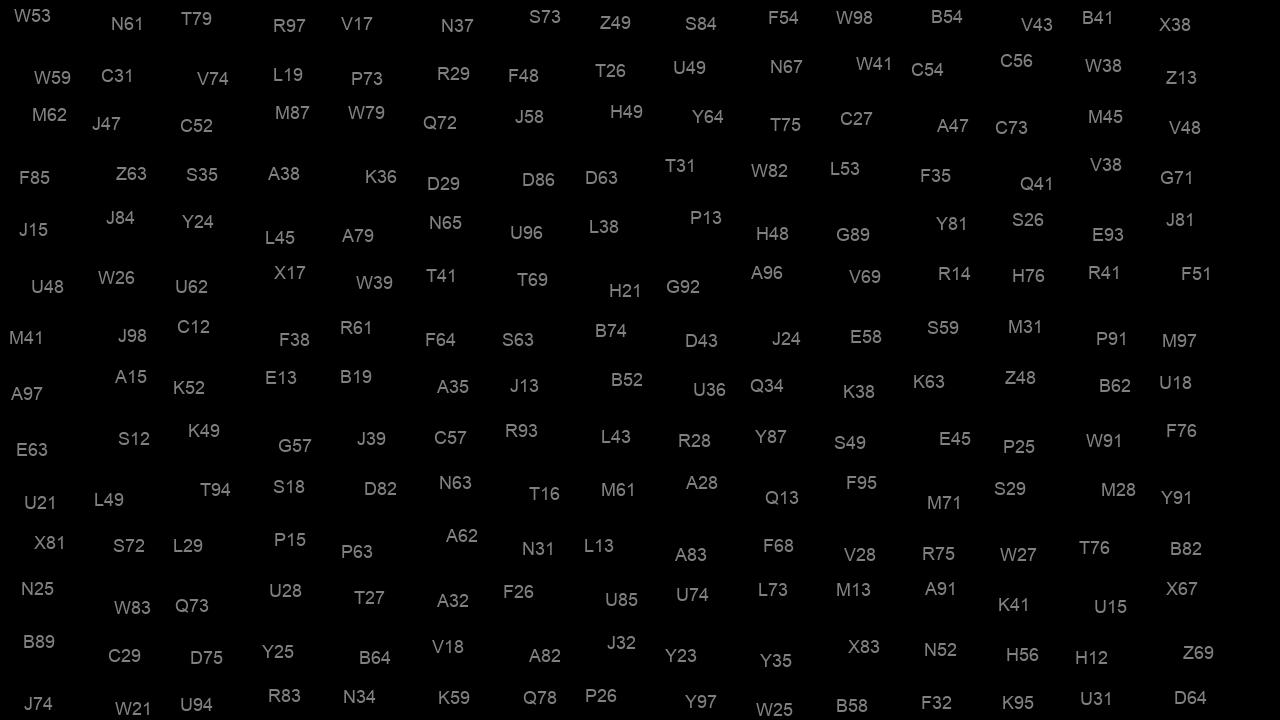 W53 N61 T79 R97 V17 N37 S73 Z49 S84 F54 W98 B54 V43 B41 X38
W59 C31 V74 L19 P73 R29 F48 T26 U49 N67 W41 C54 C56 W38 Z13
M62 J47 C52 M87 W79 Q72 J58 H49 Y64 T75 C27 A47 C73 M45 V48
F85 Z63 S35 A38 K36 D29 D86 D63 T31 W82 L53 F35 Q41 V38 G71
J15 J84 Y24 L45 A79 N65 U96 L38 P13 H48 G89 Y81 S26 E93 J81
U48 W26 U62 X17 W39 T41 T69 H21 G92 A96 V69 R14 H76 R41 F51
M41 J98 C12 F38 R61 F64 S63 B74 D43 J24 E58 S59 M31 P91 M97
A97 A15 K52 E13 B19 A35 J13 B52 U36 Q34 K38 K63 Z48 B62 U18
E63 S12 K49 G57 J39 C57 R93 L43 R28 Y87 S49 E45 P25 W91 F76
U21 L49 T94 S18 D82 N63 T16 M61 A28 Q13 F95 M71 S29 M28 Y91
X81 S72 L29 P15 P63 A62 N31 L13 A83 F68 V28 R75 W27 T76 B82
N25 W83 Q73 U28 T27 A32 F26 U85 U74 L73 M13 A91 K41 U15 X67
B89 C29 D75 Y25 B64 V18 A82 J32 Y23 Y35 X83 N52 H56 H12 Z69
J74 W21 U94 R83 N34 K59 Q78 P26 Y97 W25 B58 F32 K95 U31 D64